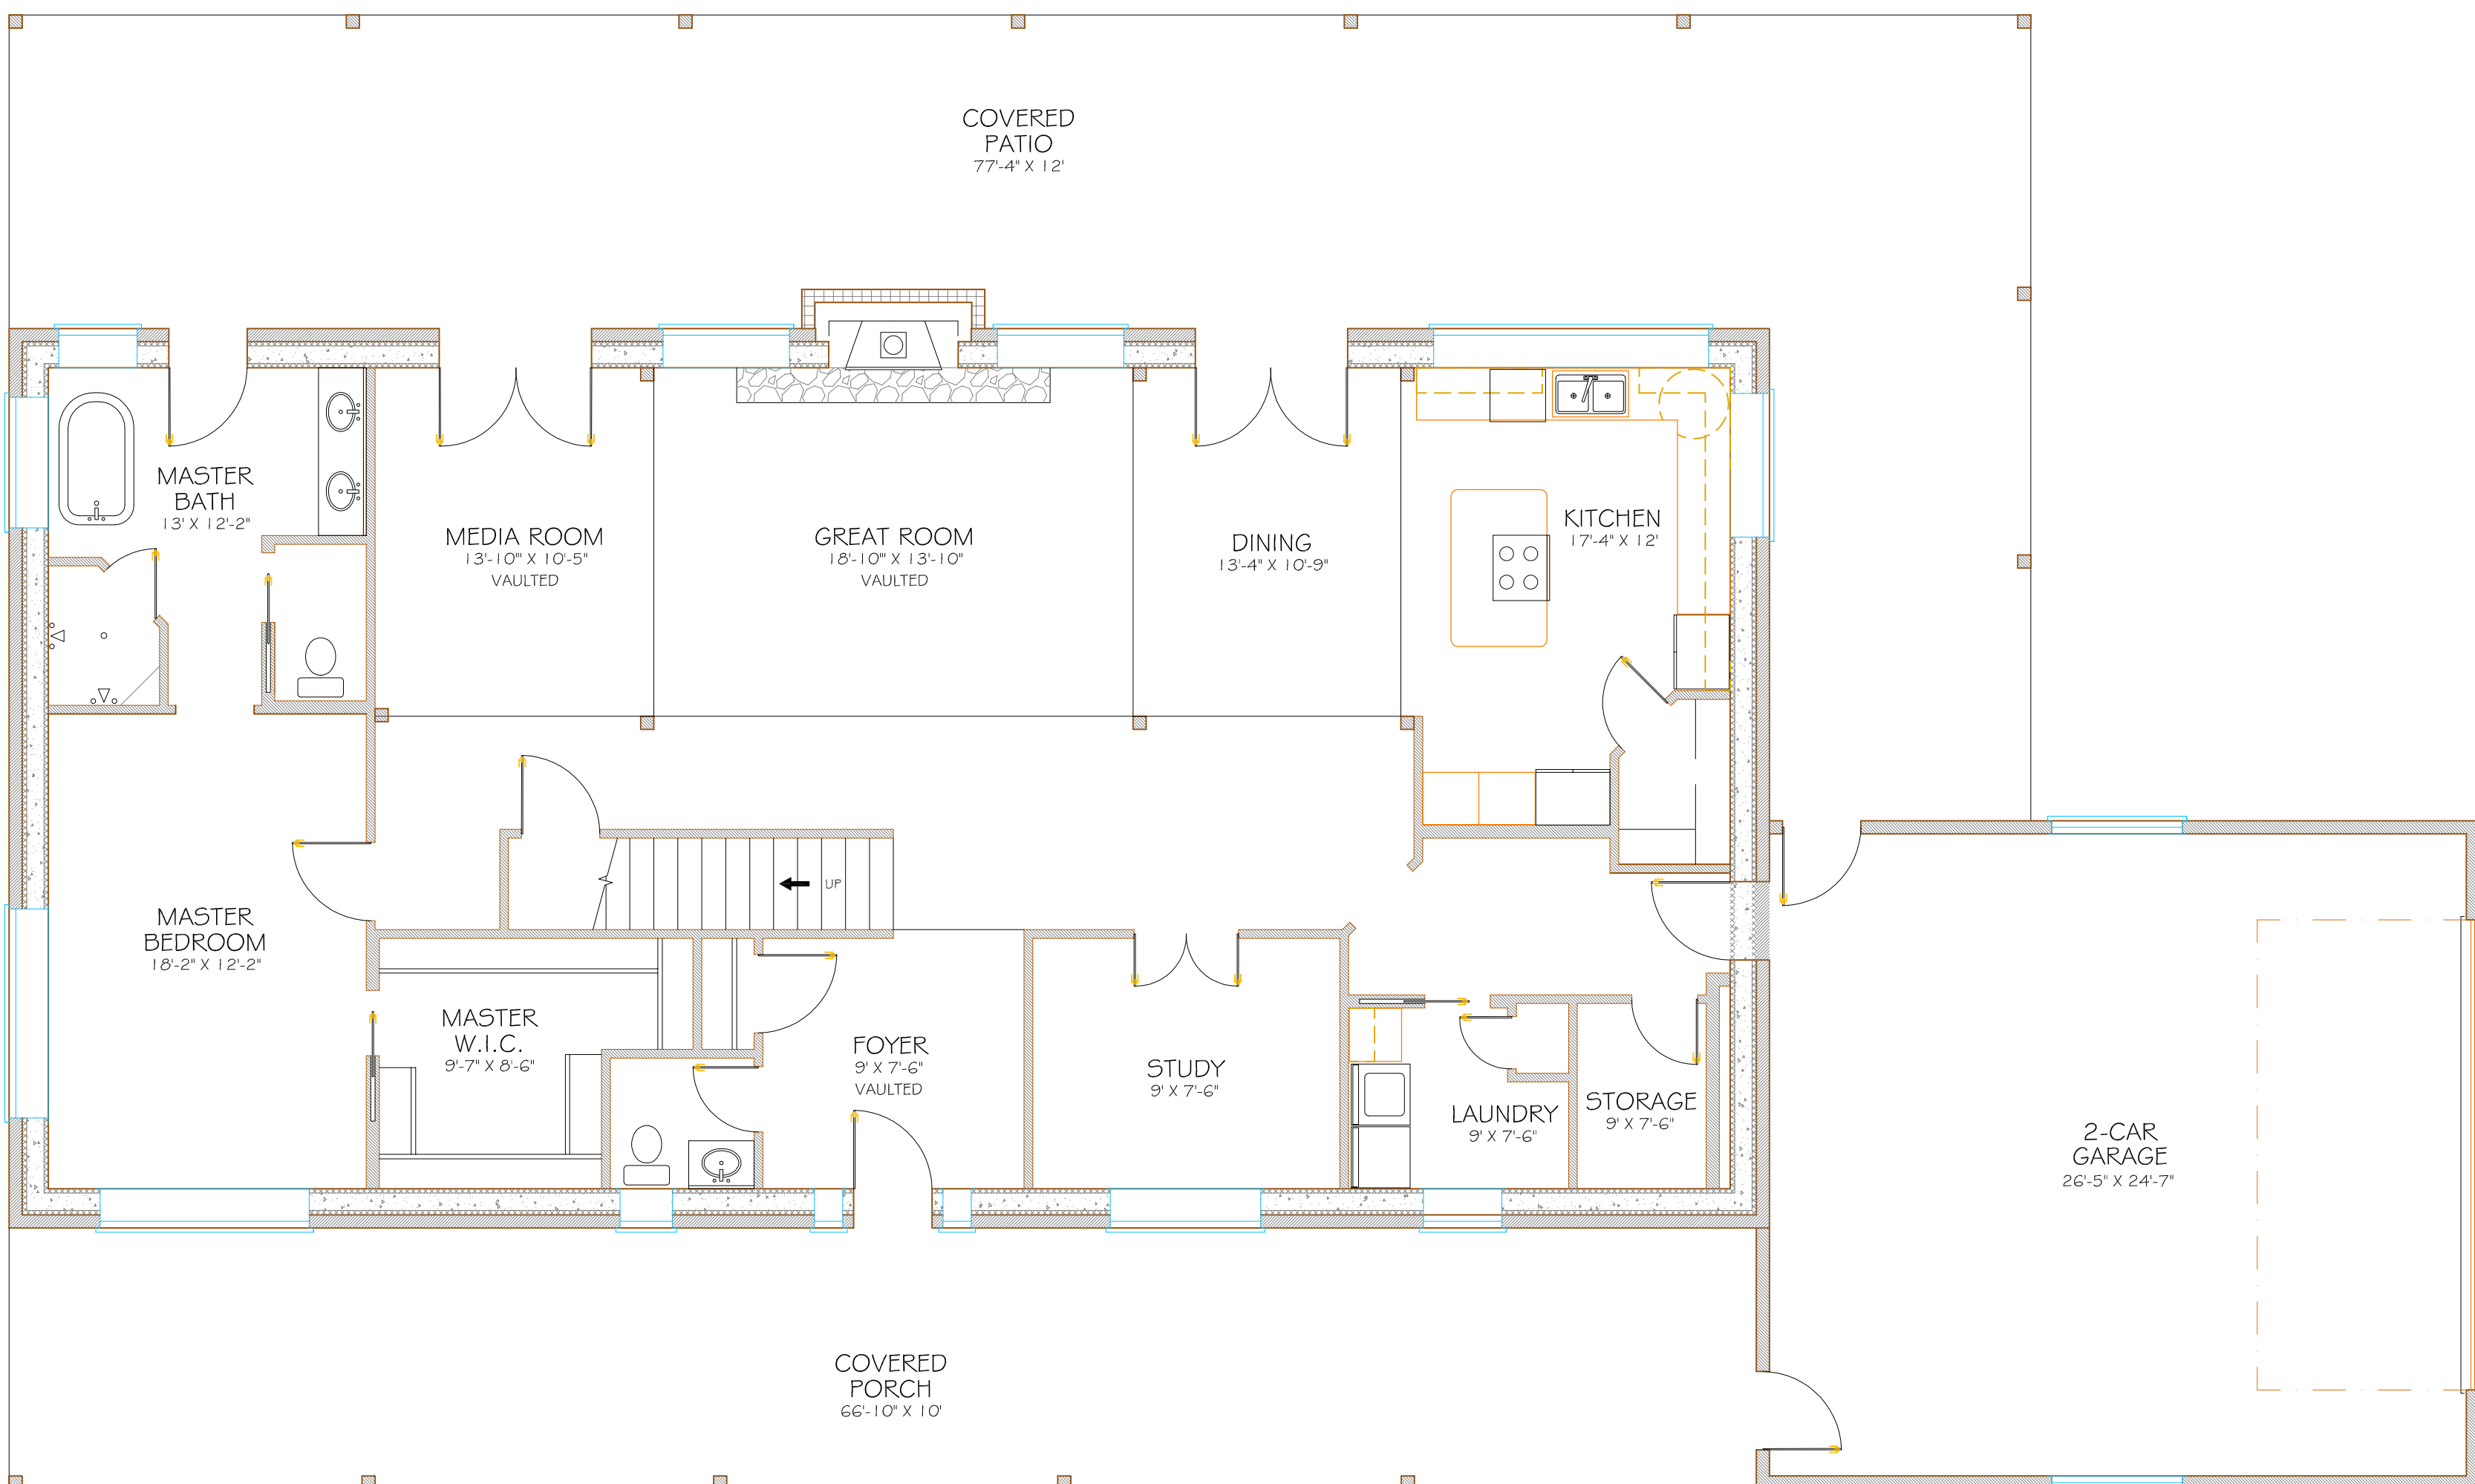 COVERED
PATIO
77'-4" X 12'
MASTER
BATH
13' X 12'-2"
MEDIA ROOM
13'-10" X 10'-5"
VAULTED
GREAT ROOM
18'-10" X 13'-10"
VAULTED
DINING
13'-4" X 10'-9"
KITCHEN
17'-4" X 12'
UP
MASTER
BEDROOM
18'-2" X 12'-2"
MASTER
W.I.C.
9'-7" X 8'-6"
FOYER
9' X 7'-6"
VAULTED
STUDY
9' X 7'-6"
LAUNDRY
9' X 7'-6"
STORAGE
9' X 7'-6"
2-CAR
GARAGE
26'-5" X 24'-7"
COVERED
PORCH
66'-10" X 10'